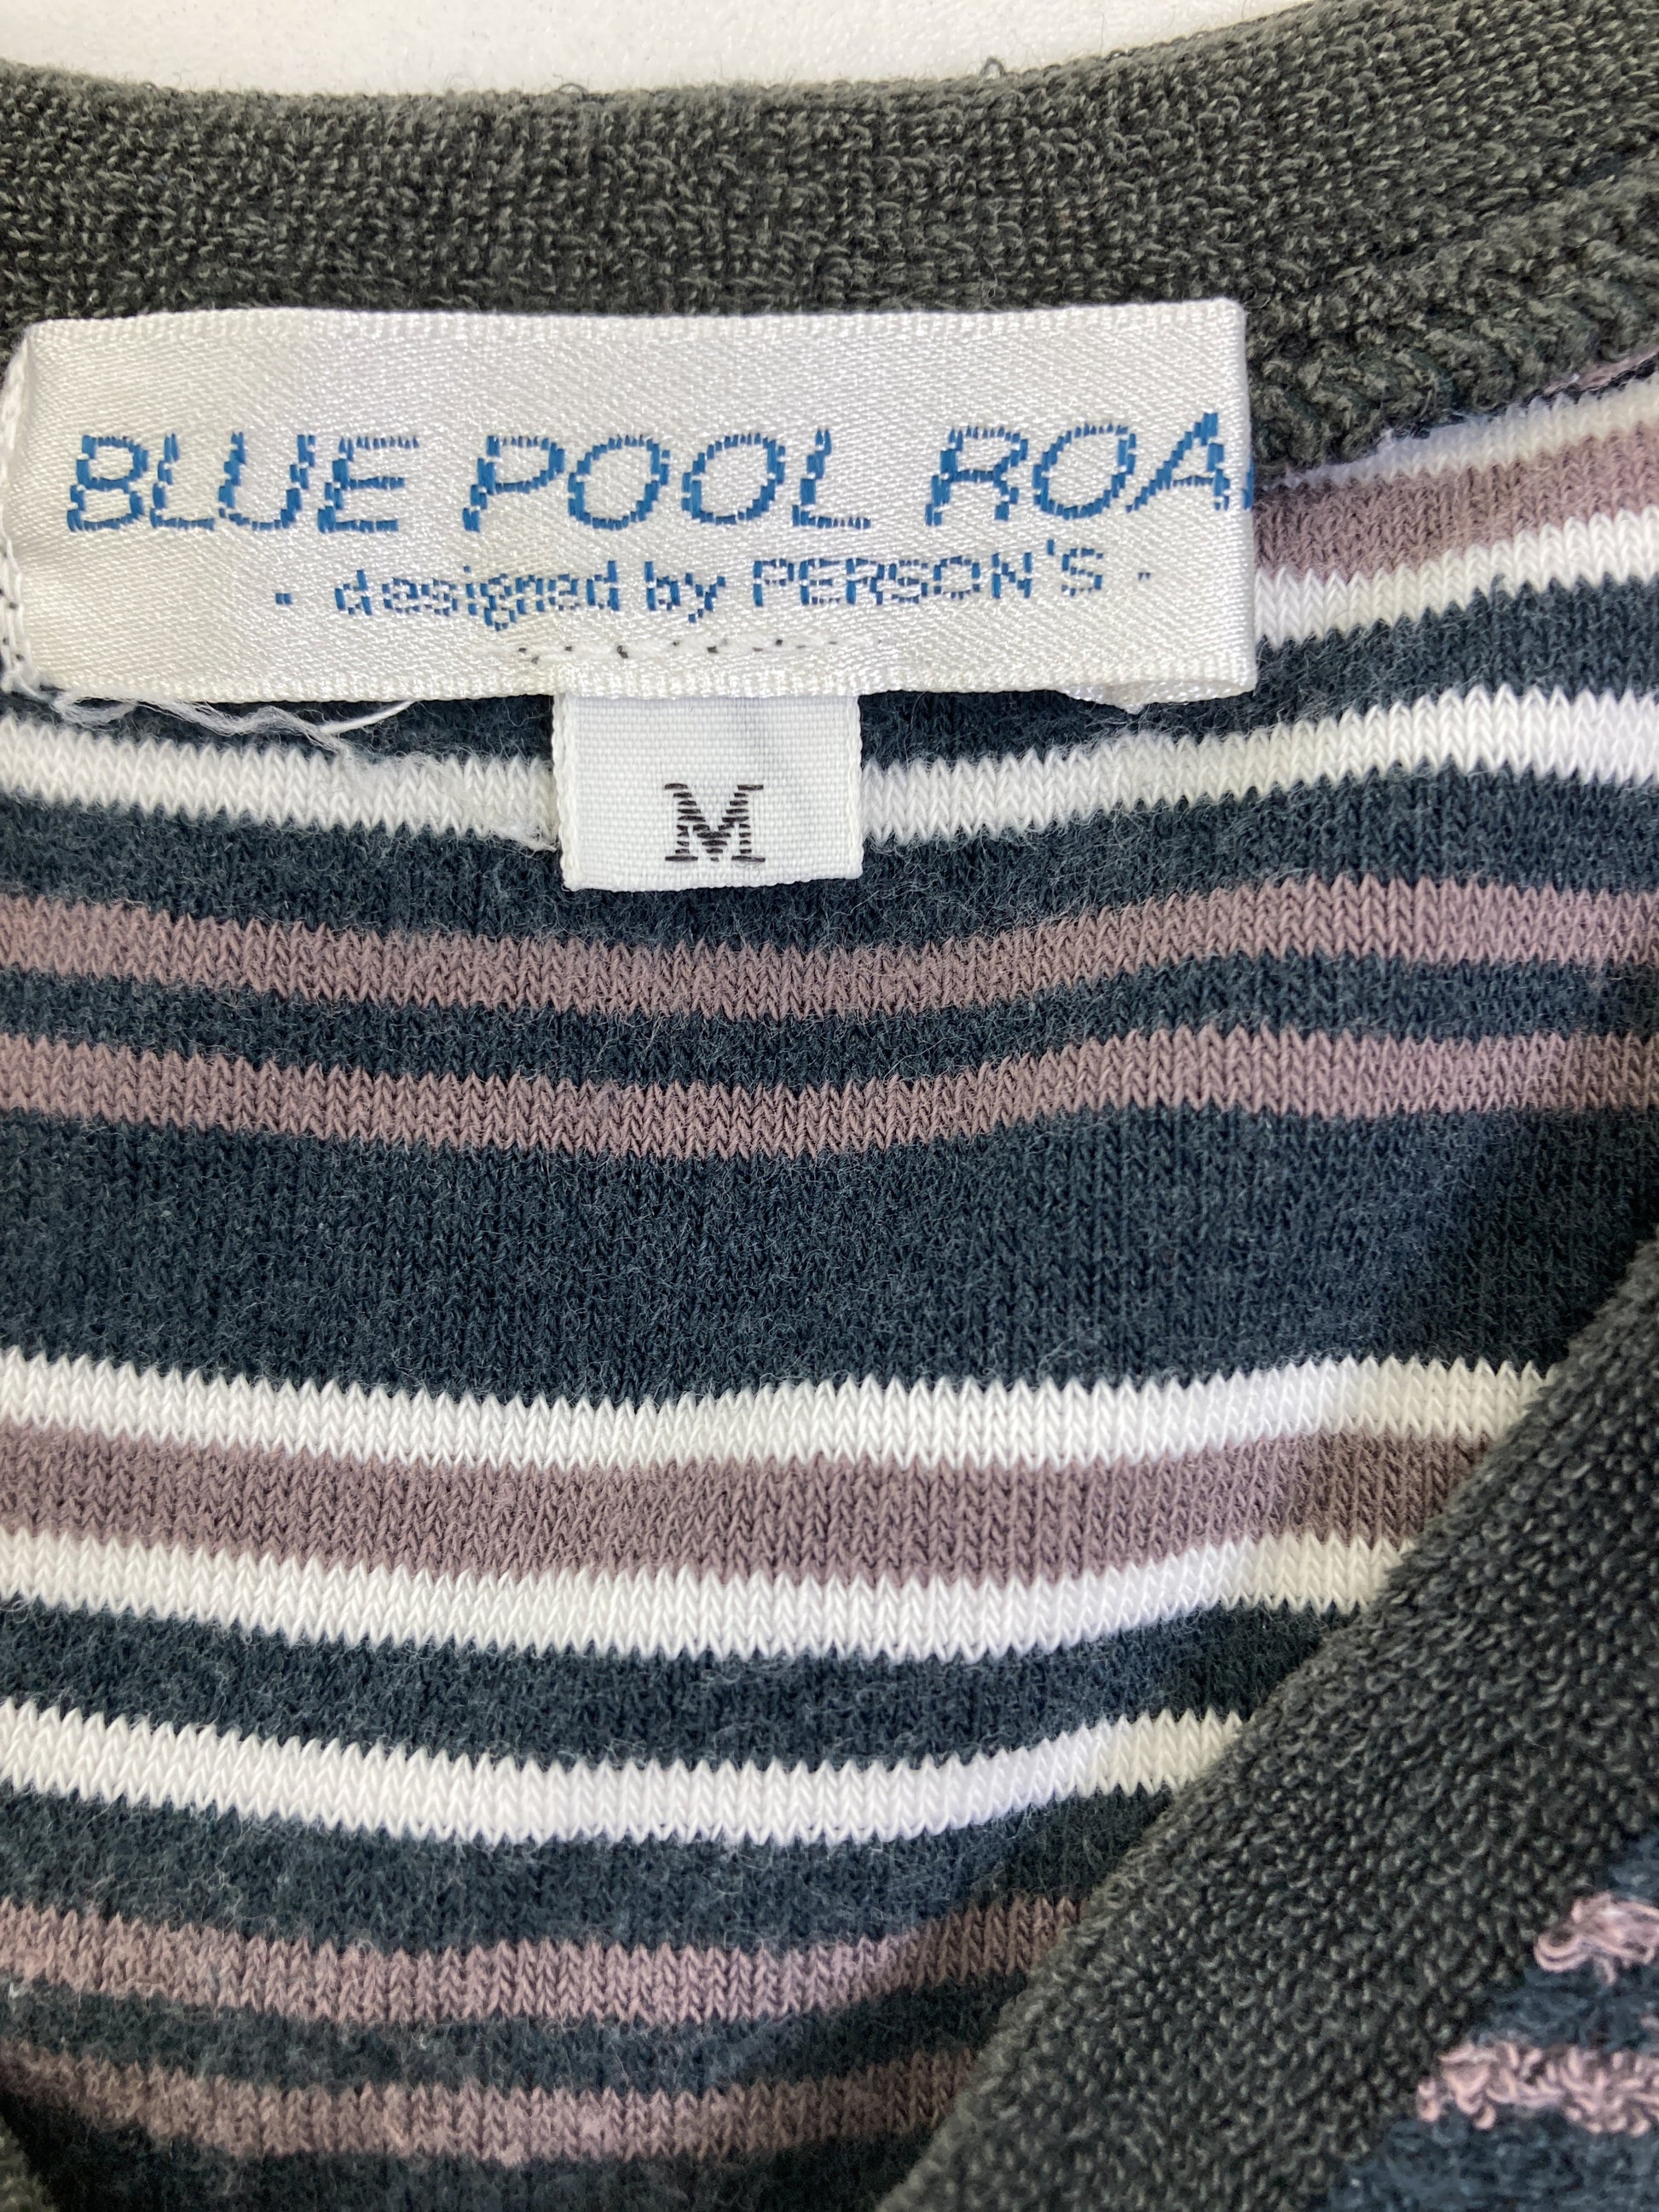 BLUE POOL ROA
- designed by PERSON'S -
M